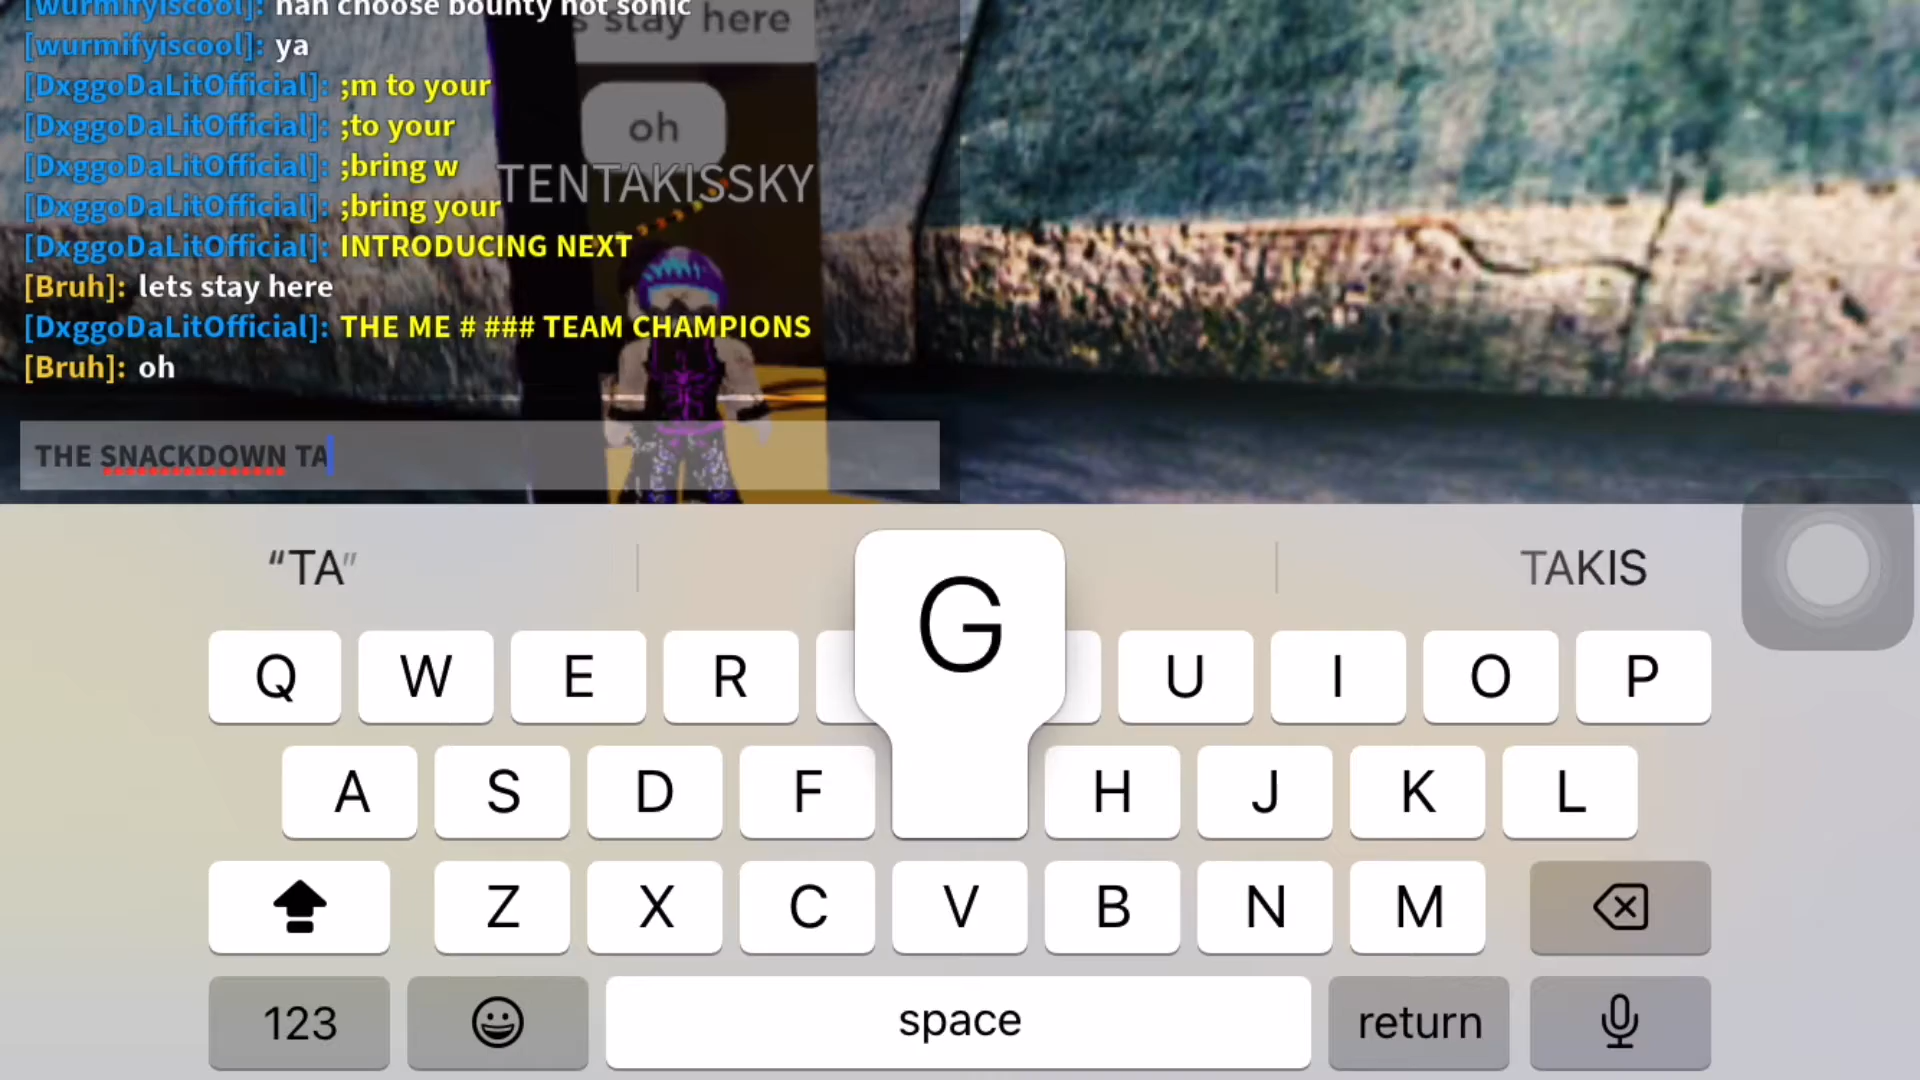 [wurmifyiscool]: nah choose bounty not sonic
[wurmifyiscool]: ya
[DxggoDaLitOfficial]: ;m to your
[DxggoDaLitOfficial]: ;to your
[DxggoDaLitOfficial]: ;bring w
[DxggoDaLitOfficial]: ;bring your
[DxggoDaLitOfficial]: INTRODUCING NEXT
[Bruh]: lets stay here
[DxggoDaLitOfficial]: THE ME # ### TEAM CHAMPIONS
[Bruh]: oh
s stay here
oh
TENTAKISSKY
THE SNACKDOWN TA
“TA”
TAKIS
G
Q W E R U I O P
A S D F H J K L
Z X C V B N M
123 space return